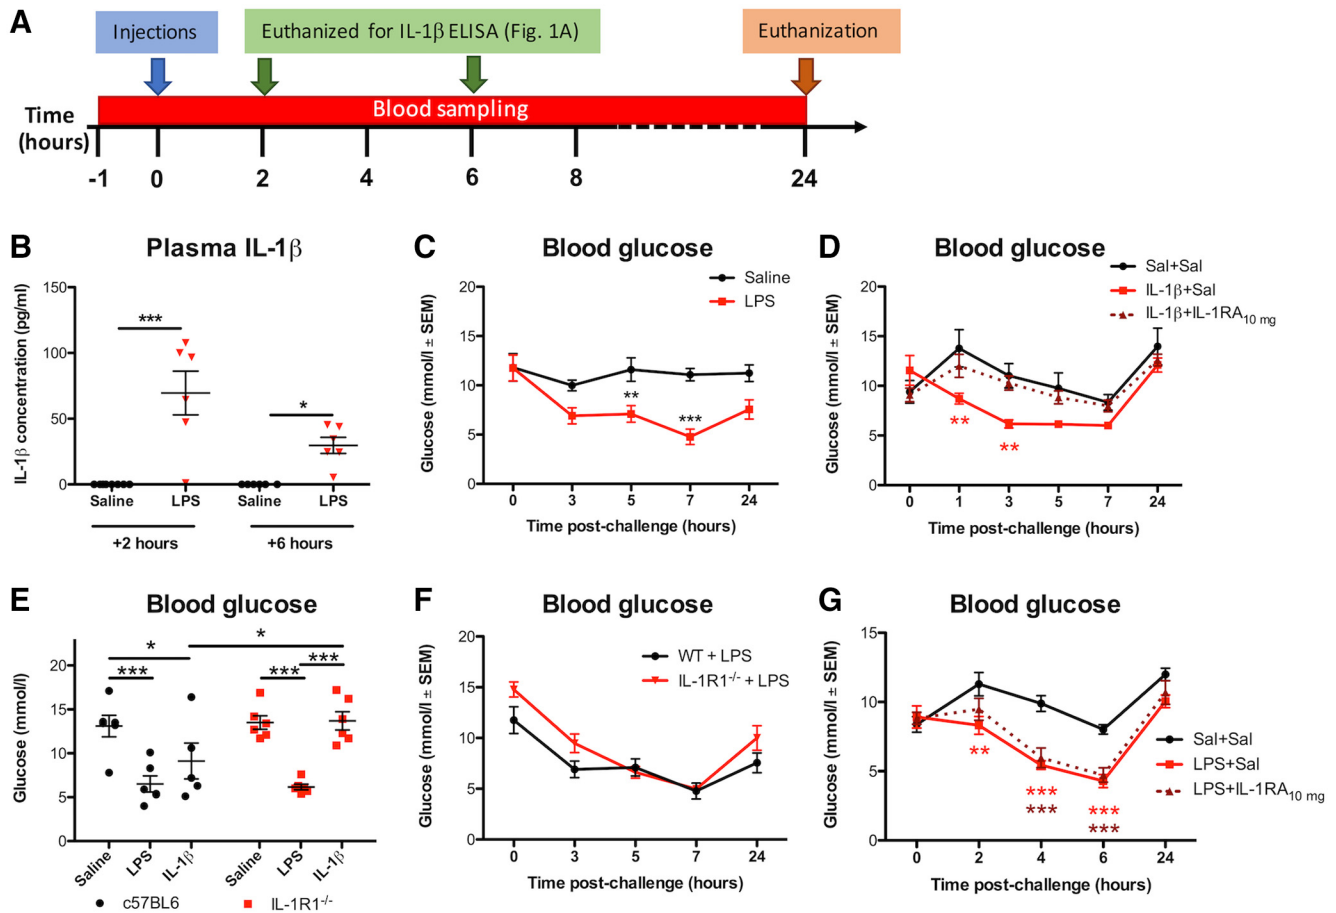 A
Injections
Euthanized for IL-1β ELISA (Fig. 1A)
Euthanization
Blood sampling
Time
(hours)
-1 0 2 4 6 8 24
B
Plasma IL-1β
IL-1β concentration (pg/ml)
150
100
50
0
***
*
Saline LPS Saline LPS
+2 hours +6 hours
C
Blood glucose
Saline
LPS
Glucose (mmol/l ± SEM)
20
15
10
5
0
**
***
0 3 5 7 24
Time post-challenge (hours)
D
Blood glucose
Sal+Sal
IL-1β+Sal
IL-1β+IL-1RA10 mg
Glucose (mmol/l ± SEM)
20
15
10
5
0
**
**
0 1 3 5 7 24
Time post-challenge (hours)
E
Blood glucose
Glucose (mmol/l)
20
15
10
5
0
*
*
***
***
***
Saline LPS IL-1β Saline LPS IL-1β
c57BL6 IL-1R1-/-
F
Blood glucose
WT + LPS
IL-1R1-/- + LPS
Glucose (mmol/l ± SEM)
20
15
10
5
0
0 3 5 7 24
Time post-challenge (hours)
G
Blood glucose
Glucose (mmol/l ± SEM)
15
10
5
0
Sal+Sal
LPS+Sal
LPS+IL-1RA10 mg
**
***
***
***
***
0 2 4 6 24
Time post-challenge (hours)